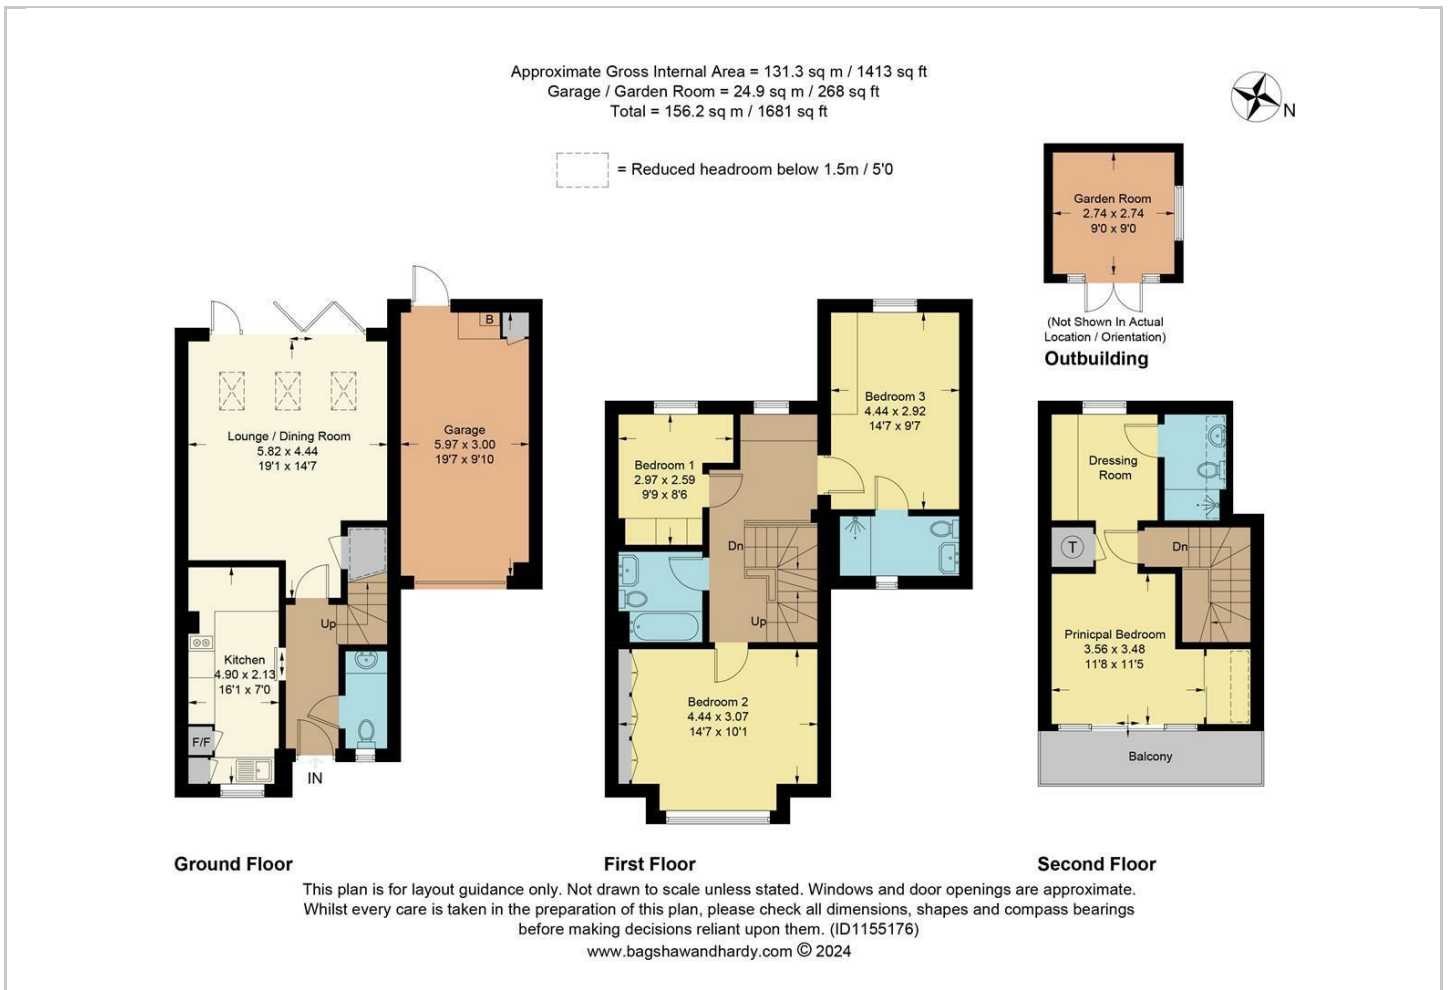 Approximate Gross Internal Area = 131.3 sq m / 1413 sq ft
Garage / Garden Room = 24.9 sq m / 268 sq ft
Total = 156.2 sq m / 1681 sq ft
= Reduced headroom below 1.5m / 5'0
N
Garden Room
2.74 x 2.74
9'0 x 9'0
(Not Shown In Actual
Location / Orientation)
Outbuilding
Lounge / Dining Room
5.82 x 4.44
19'1 x 14'7
B
Garage
5.97 x 3.00
19'7 x 9'10
Up
Kitchen
4.90 x 2.13
16'1 x 7'0
F/F
IN
Ground Floor
Bedroom 3
4.44 x 2.92
14'7 x 9'7
Bedroom 1
2.97 x 2.59
9'9 x 8'6
Dn
Up
Bedroom 2
4.44 x 3.07
14'7 x 10'1
First Floor
Dressing
Room
T
Dn
Prinicpal Bedroom
3.56 x 3.48
11'8 x 11'5
Balcony
Second Floor
This plan is for layout guidance only. Not drawn to scale unless stated. Windows and door openings are approximate.
Whilst every care is taken in the preparation of this plan, please check all dimensions, shapes and compass bearings
before making decisions reliant upon them. (ID1155176)
www.bagshawandhardy.com © 2024